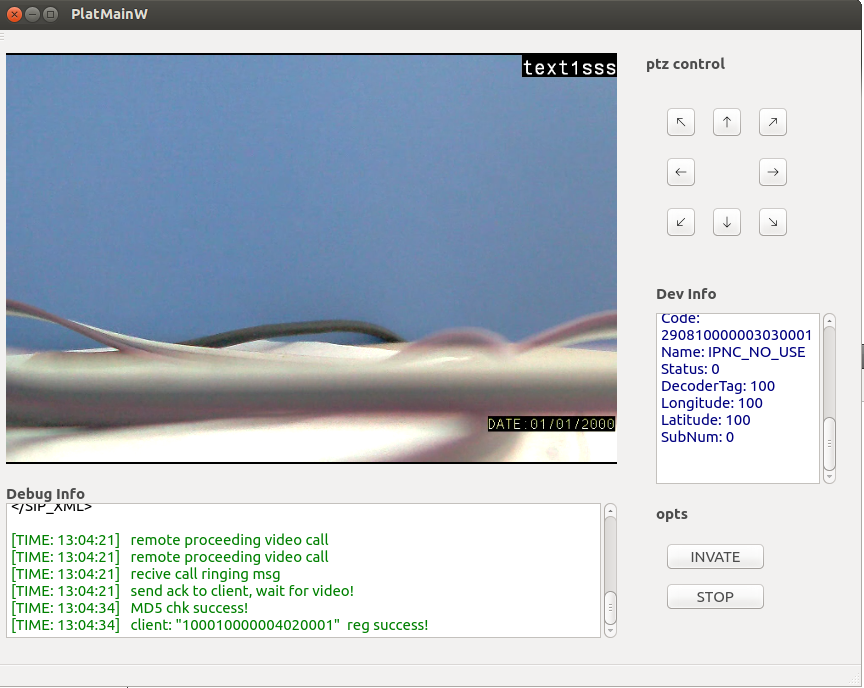 PlatMainW
text1sss
DATE:01/01/2000
ptz control
Dev Info
Code:
290810000003030001
Name: IPNC_NO_USE
Status: 0
DecoderTag: 100
Longitude: 100
Latitude: 100
SubNum: 0
Debug Info
</SIP_XML>
[TIME: 13:04:21] remote proceeding video call
[TIME: 13:04:21] remote proceeding video call
[TIME: 13:04:21] recive call ringing msg
[TIME: 13:04:21] send ack to client, wait for video!
[TIME: 13:04:34] MD5 chk success!
[TIME: 13:04:34] client: "100010000004020001" reg success!
opts
INVATE
STOP